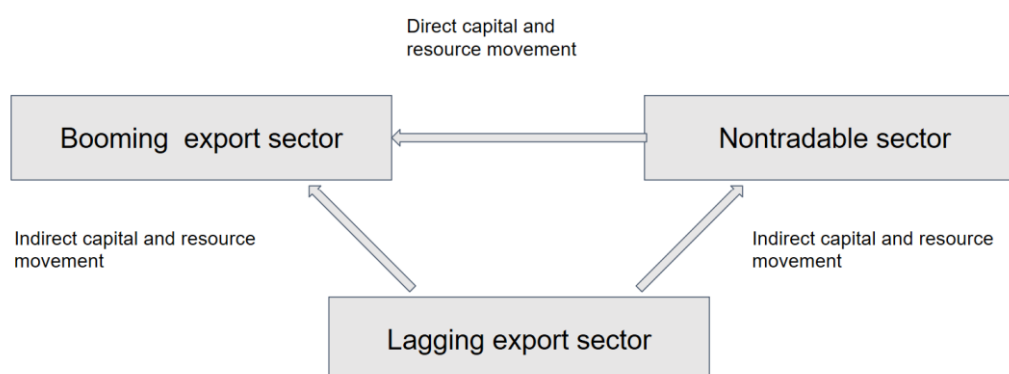 Direct capital and
resource movement
Booming export sector
Nontradable sector
Indirect capital and resource
movement
Indirect capital and resource
movement
Lagging export sector